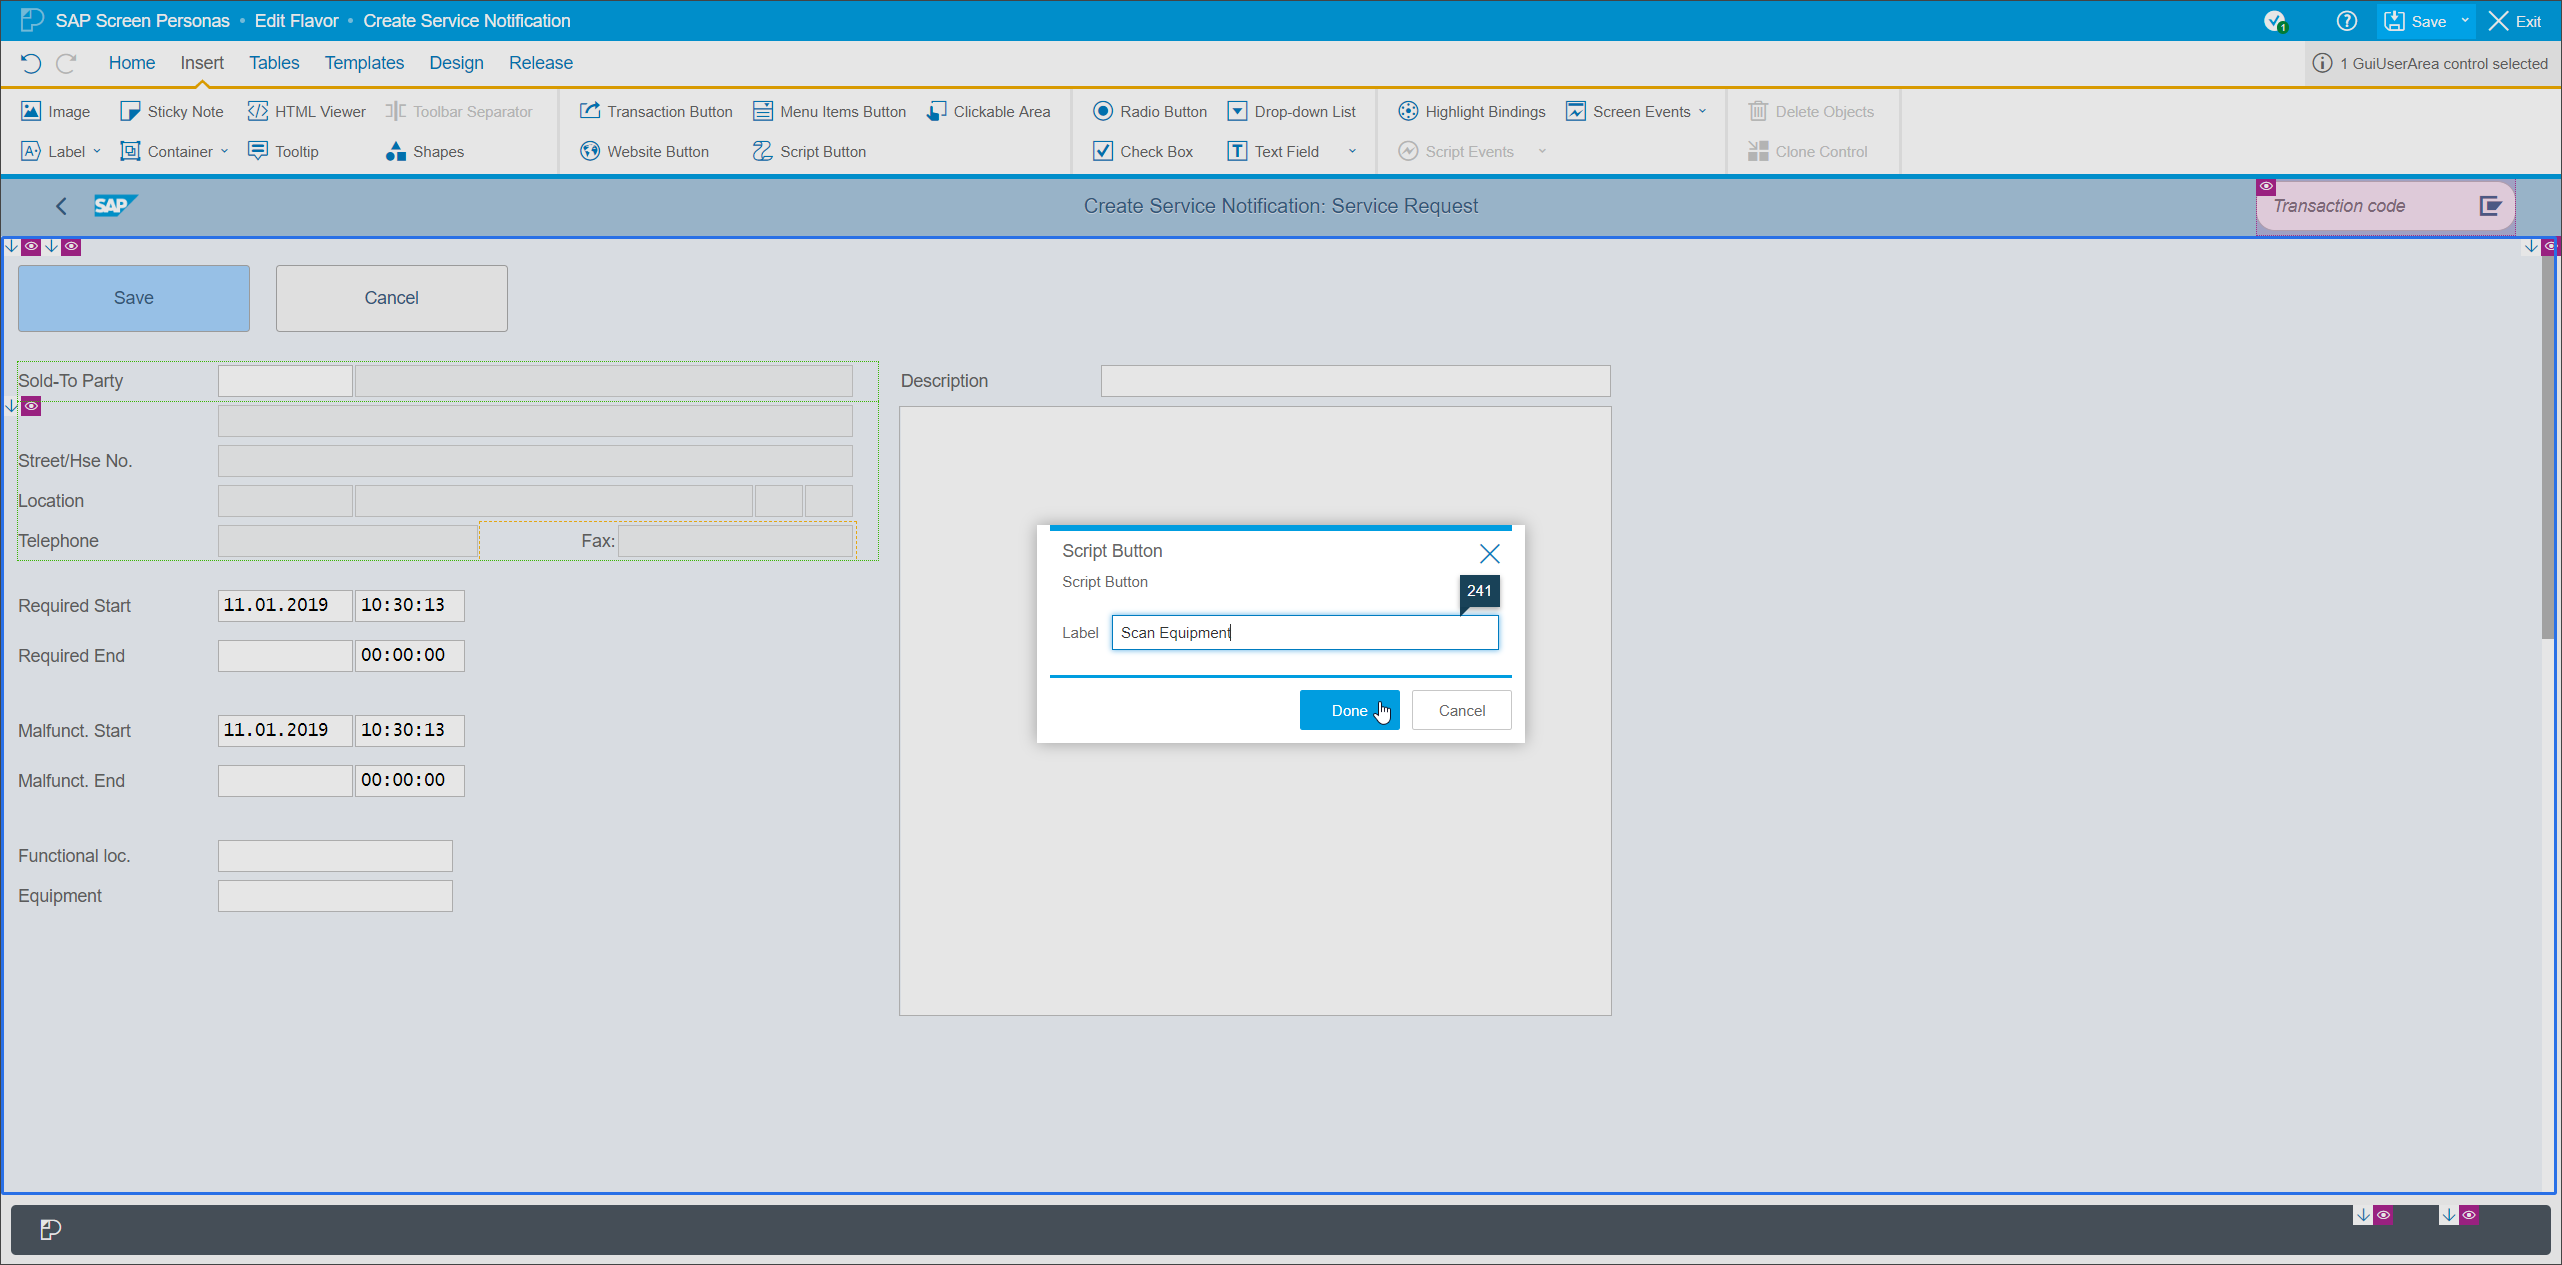 SAP Screen Personas • Edit Flavor • Create Service Notification
1
Save
Exit
Home Insert Tables Templates Design Release
1 GuiUserArea control selected
Image Sticky Note HTML Viewer Toolbar Separator Transaction Button Menu Items Button Clickable Area Radio Button Drop-down List Highlight Bindings Screen Events Delete Objects
Label Container Tooltip Shapes Website Button Script Button Check Box Text Field Script Events Clone Control
SAP
Create Service Notification: Service Request
Transaction code
Save Cancel
Sold-To Party
Description
Street/Hse No.
Location
Telephone Fax:
Script Button
Script Button
241
Label Scan Equipment
Done Cancel
Required Start 11.01.2019 10:30:13
Required End 00:00:00
Malfunct. Start 11.01.2019 10:30:13
Malfunct. End 00:00:00
Functional loc.
Equipment